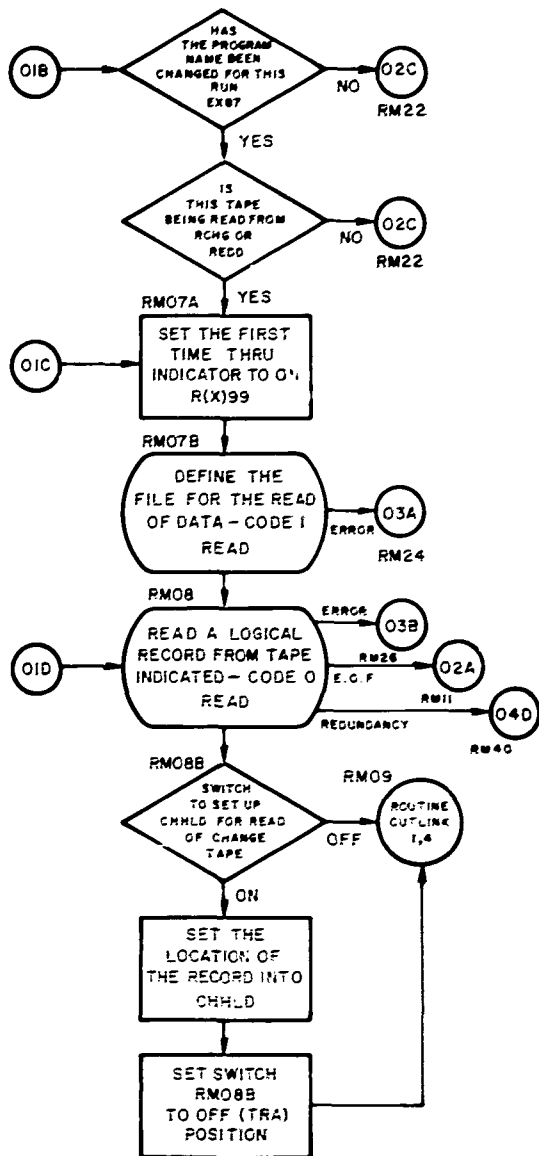 01B
HAS
THE PROGRAM
NAME BEEN
CHANGED FOR THIS
RUN
EX87
NO
02C
RM22
YES
IS
THIS TAPE
BEING READ FROM
RCHG OR
REDD
NO
02C
RM22
YES
RM07A
01C
SET THE FIRST
TIME THRU
INDICATOR TO ON
R(X)99
RM07B
DEFINE THE
FILE FOR THE READ
OF DATA - CODE 1
READ
ERROR
03A
RM24
RM08
01D
READ A LOGICAL
RECORD FROM TAPE
INDICATED - CODE 0
READ
ERROR
03B
RM26
E.O.F
02A
RM11
REDUNDANCY
04D
RM40
RM08B
SWITCH
TO SET UP
CHHLD FOR READ
OF CHANGE
TAPE
OFF
RM09
ROUTINE
OUTLINK
1,4
ON
SET THE
LOCATION OF
THE RECORD INTO
CHHLD
SET SWITCH
RM08B
TO OFF (TRA)
POSITION